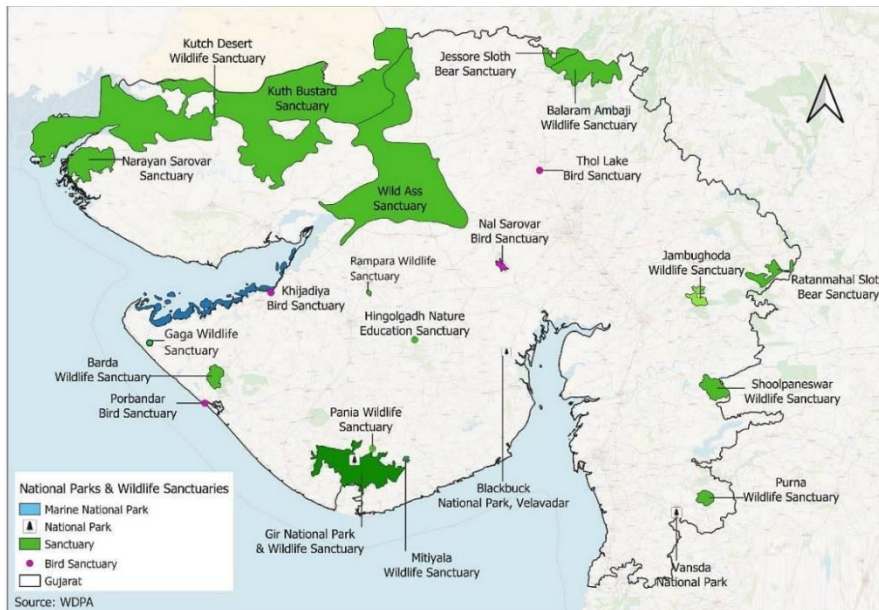 Kutch Desert
Wildlife Sanctuary
Jessore Sloth
Bear Sanctuary
Kuth Bustard
Sanctuary
Balaram Ambaji
Wildlife Sanctuary
Narayan Sarovar
Sanctuary
Thol Lake
Bird Sanctuary
Wild Ass
Sanctuary
Nal Sarovar
Bird Sanctuary
Rampara Wildlife
Sanctuary
Jambughoda
Wildlife Sanctuary
Ratanmahal Slot
Bear Sanctuary
Khijadiya
Bird Sanctuary
Hingolgadh Nature
Education Sanctuary
Gaga Wildlife
Sanctuary
Barda
Wildlife Sanctuary
Shoolpaneswar
Wildlife Sanctuary
Porbandar
Bird Sanctuary
Pania Wildlife
Sanctuary
Blackbuck
National Park, Velavadar
Purna
Wildlife Sanctuary
Gir National Park
& Wildlife Sanctuary
Mitiyala
Wildlife Sanctuary
Vansda
National Park
National Parks & Wildlife Sanctuaries
Marine National Park
National Park
Sanctuary
Bird Sanctuary
Gujarat
Source: WDPA